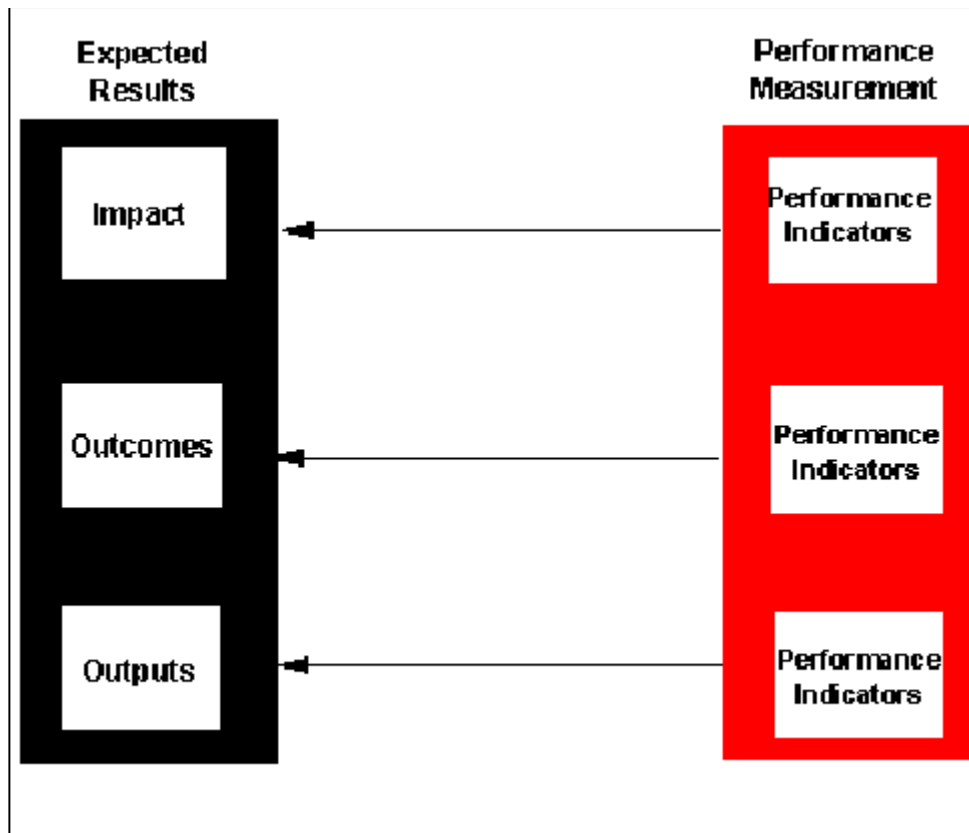 Expected
Results
Performance
Measurement
Impact
Performance
Indicators
Outcomes
Performance
Indicators
Outputs
Performance
Indicators